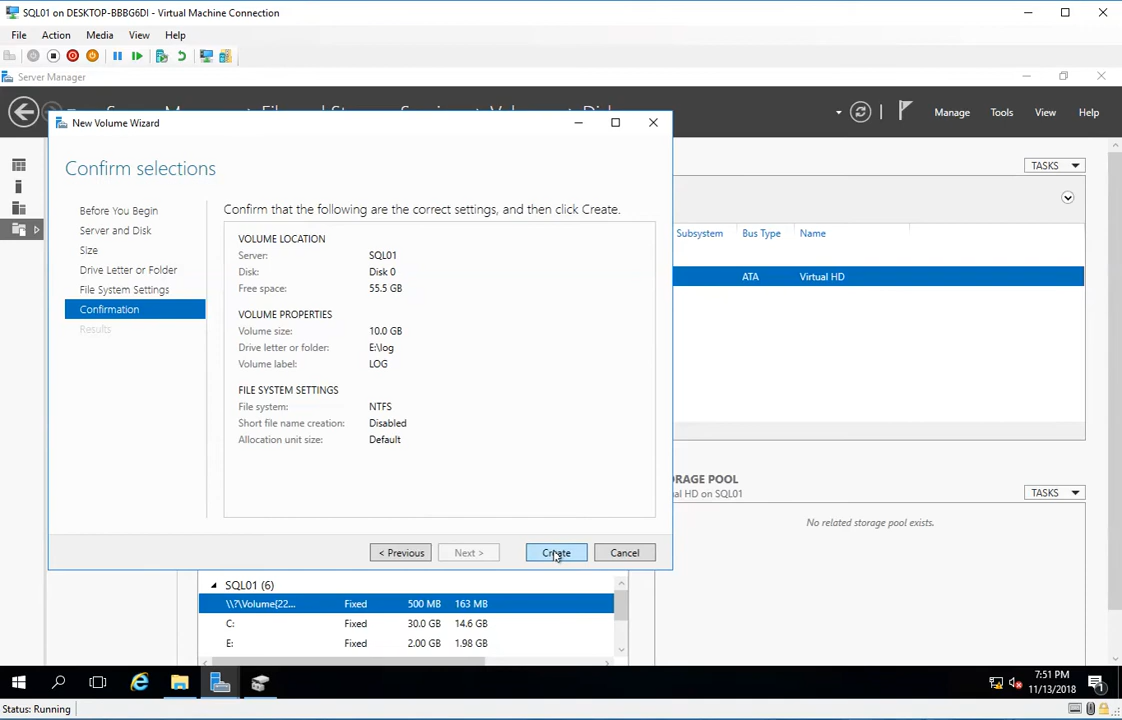 SQL01 on DESKTOP-BBBG6DI - Virtual Machine Connection
File Action Media View Help
Server Manager
Manage Tools View Help
New Volume Wizard
TASKS
Confirm selections
Before You Begin
Server and Disk
Size
Drive Letter or Folder
File System Settings
Confirmation
Results
Confirm that the following are the correct settings, and then click Create.
VOLUME LOCATION
Server: SQL01
Disk: Disk 0
Free space: 55.5 GB
VOLUME PROPERTIES
Volume size: 10.0 GB
Drive letter or folder: E:\log
Volume label: LOG
FILE SYSTEM SETTINGS
File system: NTFS
Short file name creation: Disabled
Allocation unit size: Default
< Previous Next > Create Cancel
Subsystem Bus Type Name
ATA Virtual HD
RAGE POOL
al HD on SQL01
TASKS
No related storage pool exists.
SQL01 (6)
\\?\Volume{22... Fixed 500 MB 163 MB
C: Fixed 30.0 GB 14.6 GB
E: Fixed 2.00 GB 1.98 GB
7:51 PM
11/13/2018
1
Status: Running